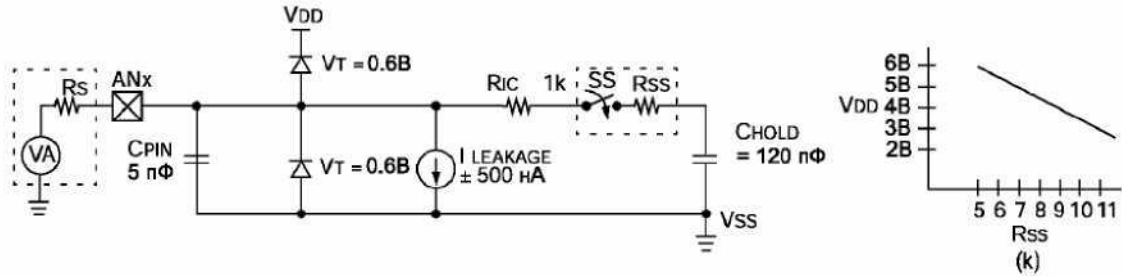 VDD
VT = 0.6В
RS
ANx
VA
CPIN
5 пФ
VT = 0.6В
I LEAKAGE
± 500 нА
RIC
1k
SS
RSS
CHOLD
= 120 пФ
VSS
6В
5В
VDD 4В
3В
2В
5 6 7 8 9 10 11
RSS
(k)